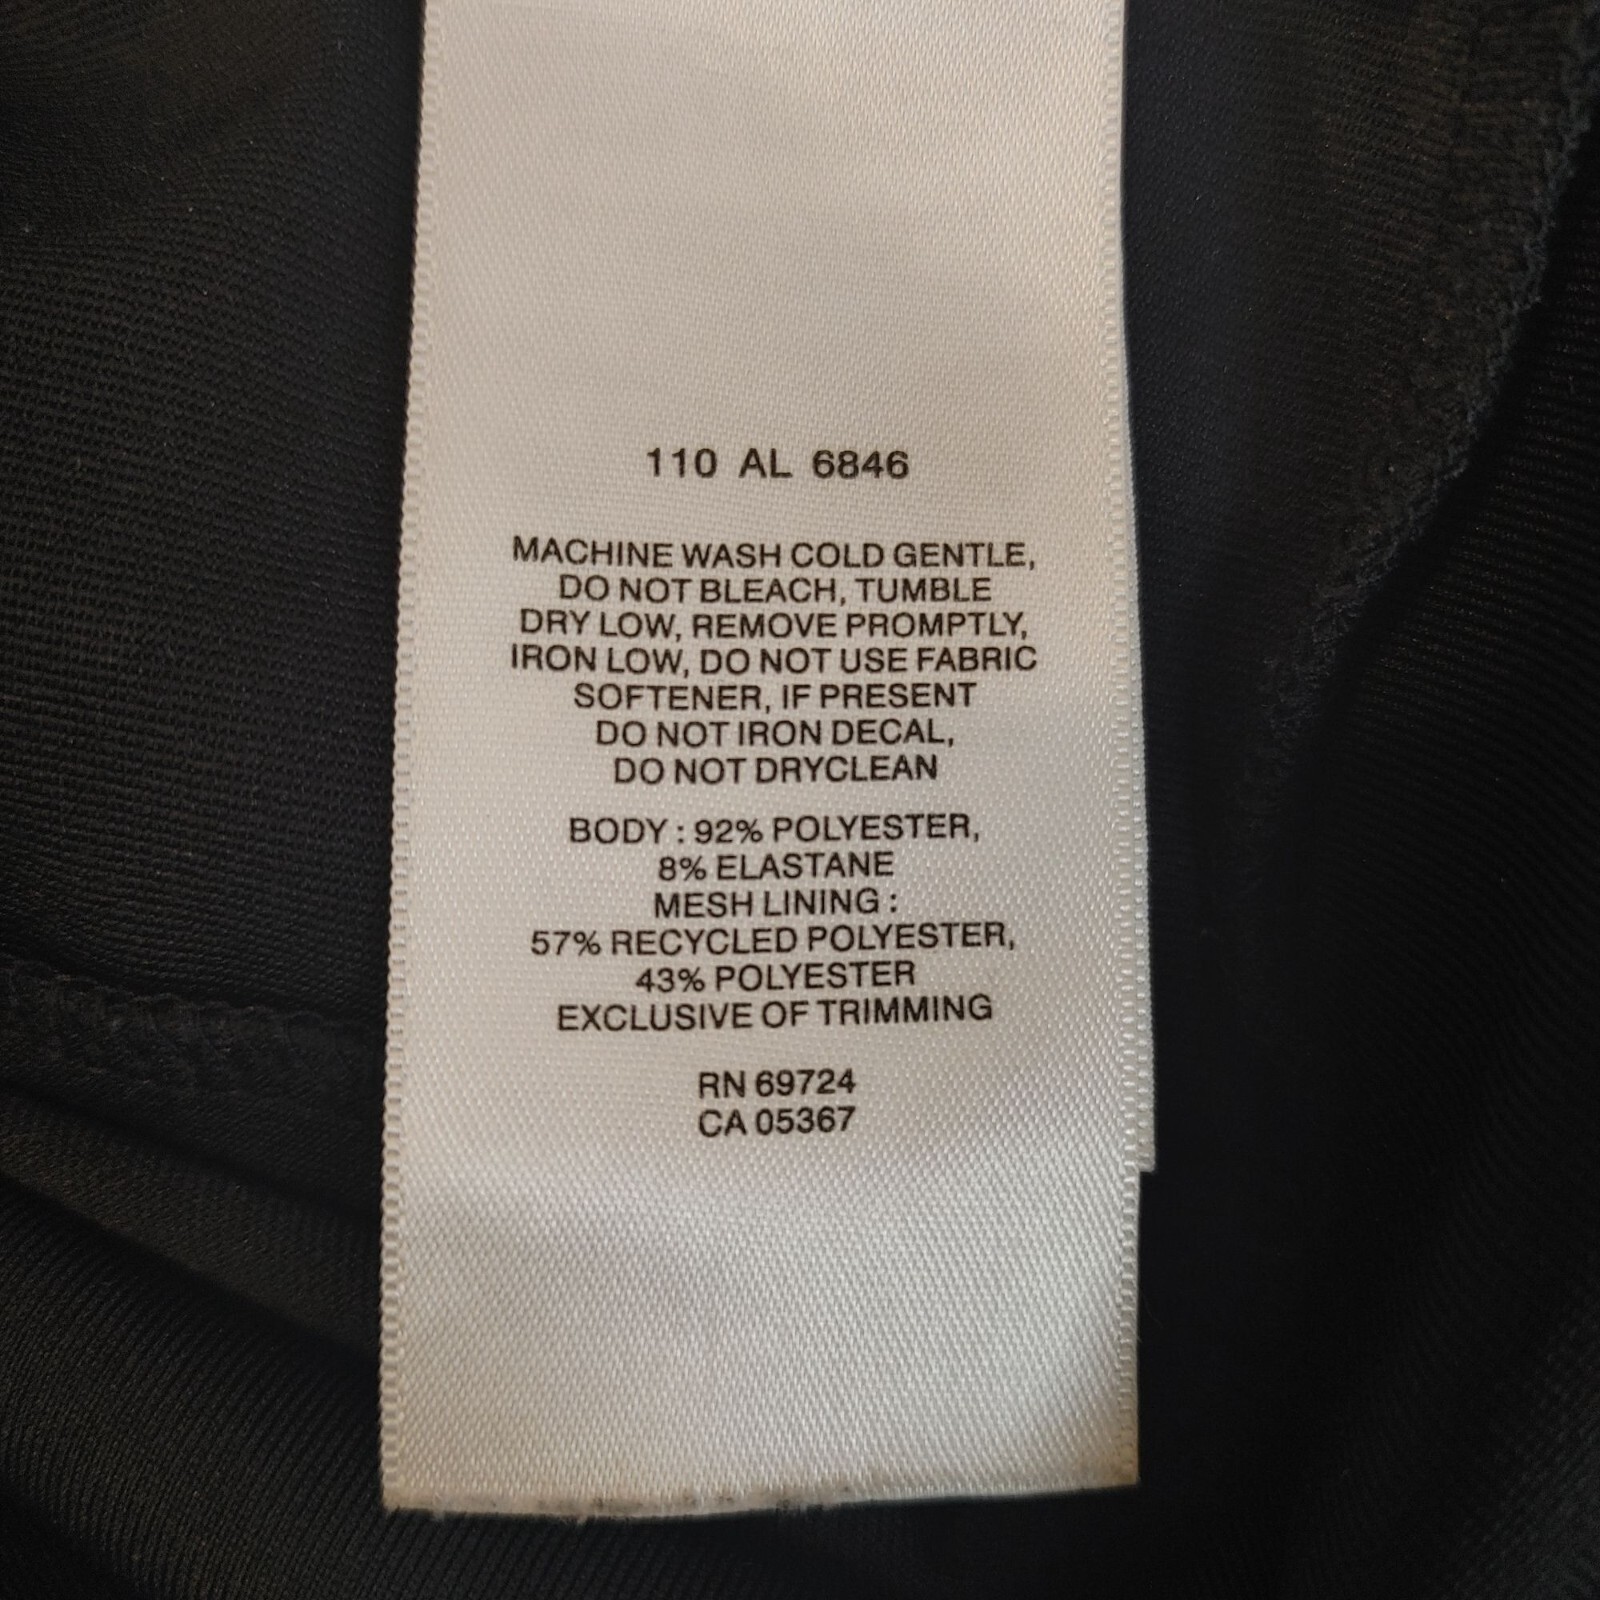 110 AL 6846
MACHINE WASH COLD GENTLE,
DO NOT BLEACH, TUMBLE
DRY LOW, REMOVE PROMPTLY,
IRON LOW, DO NOT USE FABRIC
SOFTENER, IF PRESENT
DO NOT IRON DECAL,
DO NOT DRYCLEAN
BODY : 92% POLYESTER,
8% ELASTANE
MESH LINING :
57% RECYCLED POLYESTER,
43% POLYESTER
EXCLUSIVE OF TRIMMING
RN 69724
CA 05367